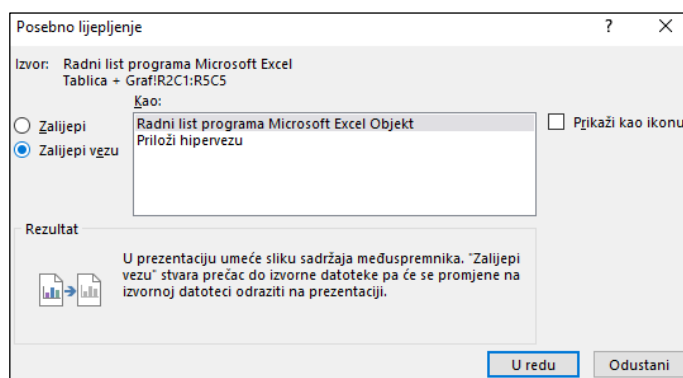 Posebno lijepljenje
Izvor: Radni list programa Microsoft Excel
Tablica + Graf!R2C1:R5C5
Kao:
Zalijepi
Zalijepi vezu
Radni list programa Microsoft Excel Objekt
Priloži hipervezu
Prikaži kao ikonu
Rezultat
U prezentaciju umeće sliku sadržaja međuspremnika. "Zalijepi
vezu" stvara prečac do izvorne datoteke pa će se promjene na
izvornoj datoteci odraziti na prezentaciji.
U redu
Odustani